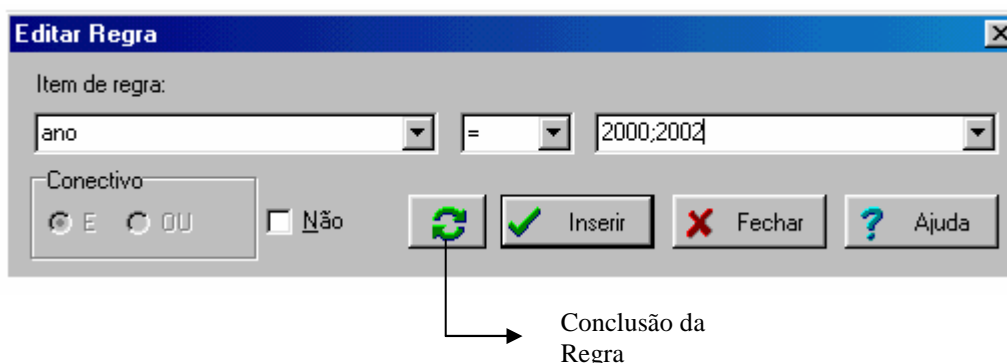 Editar Regra
Item de regra:
ano = 2000;2002
Conectivo
E OU Não Inserir Fechar ? Ajuda
Conclusão da
Regra